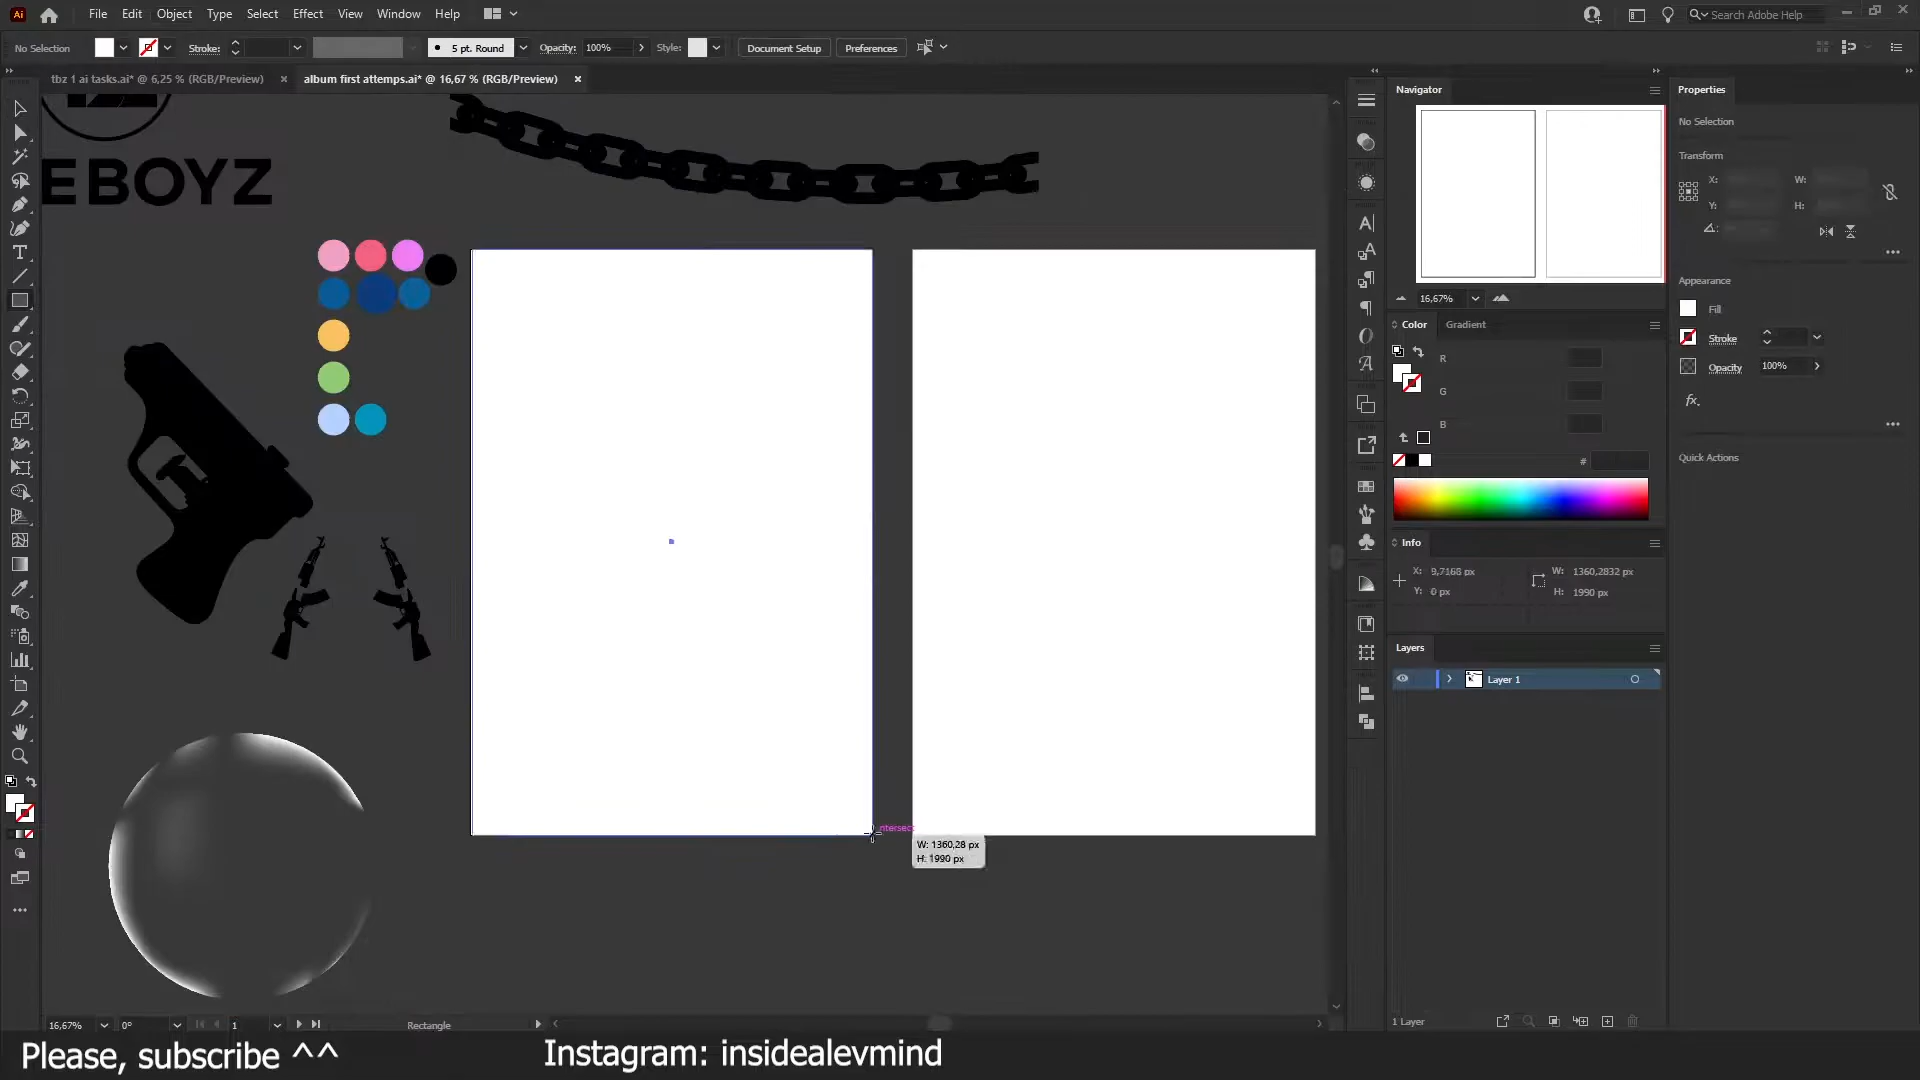 Ai
File Edit Object Type Select Effect View Window Help
Search Adobe Help
No Selection
Stroke:
5 pt. Round
Opacity: 100%
Style:
Document Setup
Preferences
tbz 1 ai tasks.ai* @ 6,25 % (RGB/Preview)
album first attemps.ai* @ 16,67 % (RGB/Preview)
EBOYZ
ntersect
W: 1360,28 px
H: 1990 px
Navigator
16,67%
Color
Gradient
R
G
B
#
Info
X: 9,7168 px
Y: 0 px
W: 1360,2832 px
H: 1990 px
Layers
Layer 1
1 Layer
Properties
No Selection
Transform
X:
W:
Y:
H:
Appearance
Fill
Stroke
Opacity
100%
fx.
Quick Actions
16,67%
0°
1
Rectangle
Please, subscribe ^^
Instagram: insidealevmind